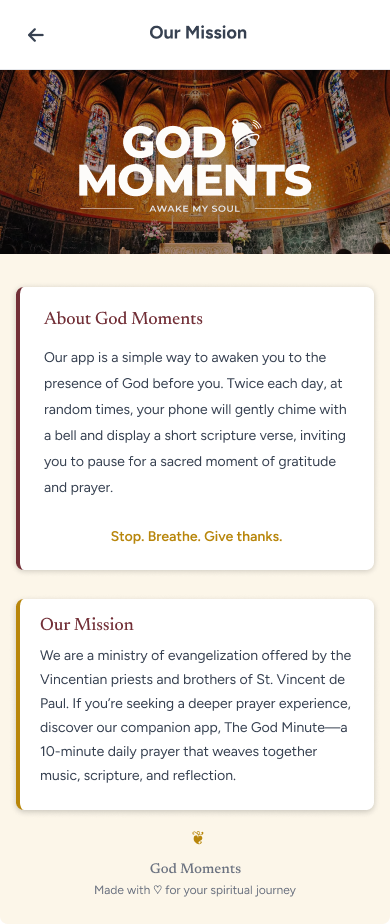 Our Mission
GOD
MOMENTS
AWAKE MY SOUL
About God Moments
Our app is a simple way to awaken you to the
presence of God before you. Twice each day, at
random times, your phone will gently chime with
a bell and display a short scripture verse, inviting
you to pause for a sacred moment of gratitude
and prayer.
Stop. Breathe. Give thanks.
Our Mission
We are a ministry of evangelization offered by the
Vincentian priests and brothers of St. Vincent de
Paul. If you’re seeking a deeper prayer experience,
discover our companion app, The God Minute—a
10-minute daily prayer that weaves together
music, scripture, and reflection.
❦
God Moments
Made with ♡ for your spiritual journey